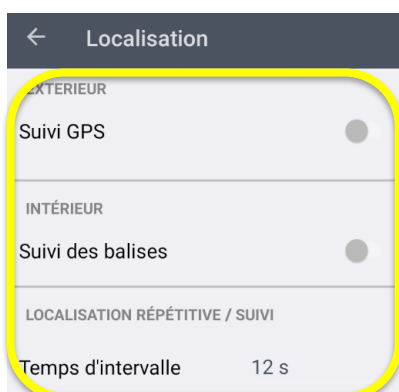 Localisation
EXTERIEUR
Suivi GPS
INTÉRIEUR
Suivi des balises
LOCALISATION RÉPÉTITIVE / SUIVI
Temps d'intervalle 12 s